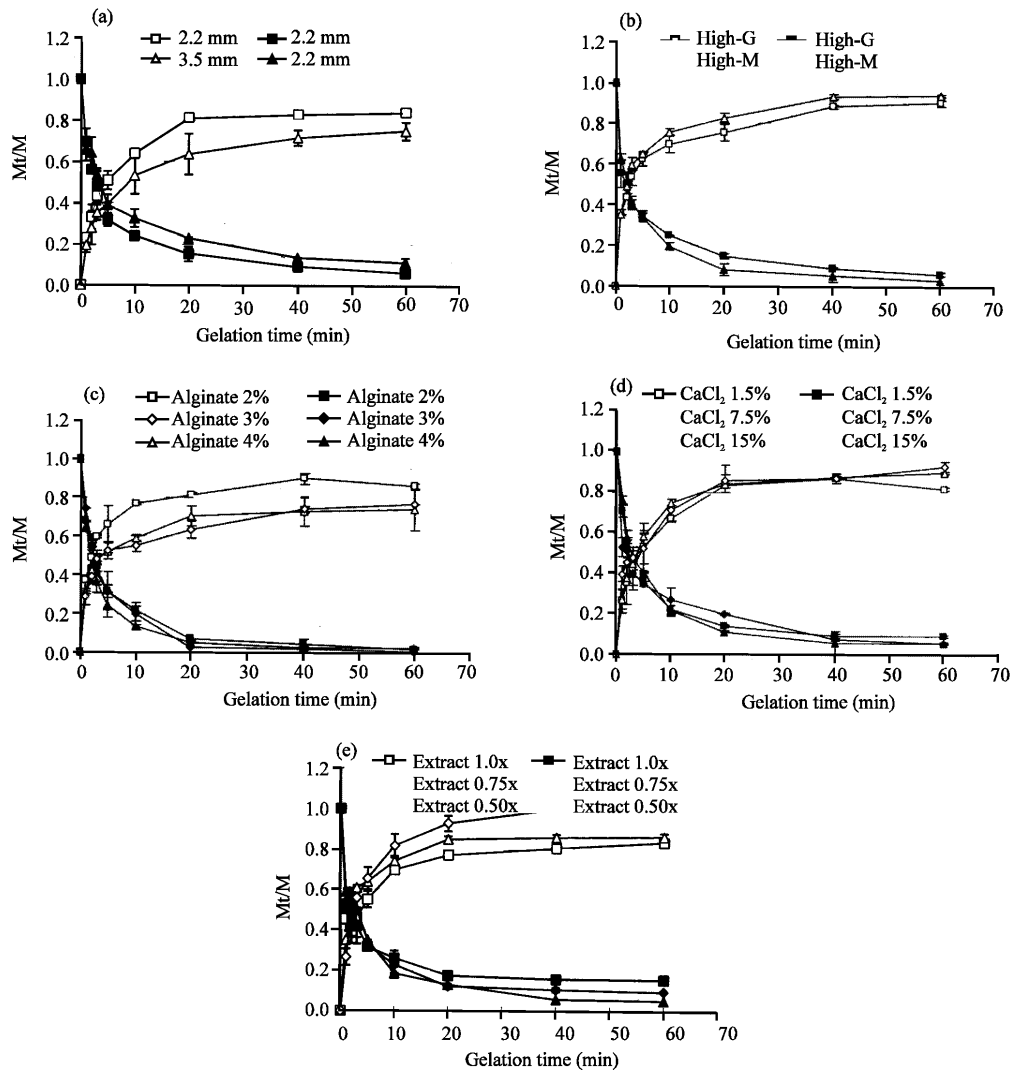 (a)
2.2 mm 2.2 mm
3.5 mm 2.2 mm
1.2
1.0
0.8
0.6
0.4
0.2
0.0
Mt/M
0 10 20 30 40 50 60 70
Gelation time (min)
(b)
High-G High-G
High-M High-M
1.2
1.0
0.8
0.6
0.4
0.2
0.0
Mt/M
0 10 20 30 40 50 60 70
Gelation time (min)
(c)
Alginate 2% Alginate 2%
Alginate 3% Alginate 3%
Alginate 4% Alginate 4%
1.2
1.0
0.8
0.6
0.4
0.2
0.0
Mt/M
0 10 20 30 40 50 60 70
Gelation time (min)
(d)
CaCl₂ 1.5% CaCl₂ 1.5%
CaCl₂ 7.5% CaCl₂ 7.5%
CaCl₂ 15% CaCl₂ 15%
1.2
1.0
0.8
0.6
0.4
0.2
0.0
Mt/M
0 10 20 30 40 50 60 70
Gelation time (min)
(e)
Extract 1.0x Extract 1.0x
Extract 0.75x Extract 0.75x
Extract 0.50x Extract 0.50x
1.2
1.0
0.8
0.6
0.4
0.2
0.0
Mt/M
0 10 20 30 40 50 60 70
Gelation time (min)